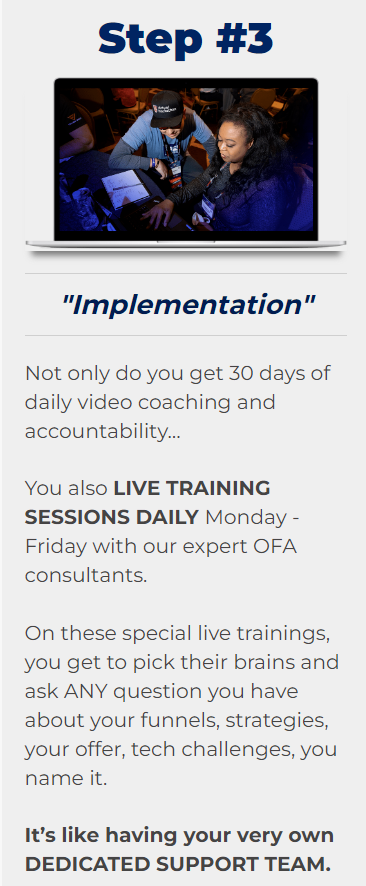 Step #3
"Implementation"
Not only do you get 30 days of
daily video coaching and
accountability...
You also LIVE TRAINING
SESSIONS DAILY Monday -
Friday with our expert OFA
consultants.
On these special live trainings,
you get to pick their brains and
ask ANY question you have
about your funnels, strategies,
your offer, tech challenges, you
name it.
It’s like having your very own
DEDICATED SUPPORT TEAM.